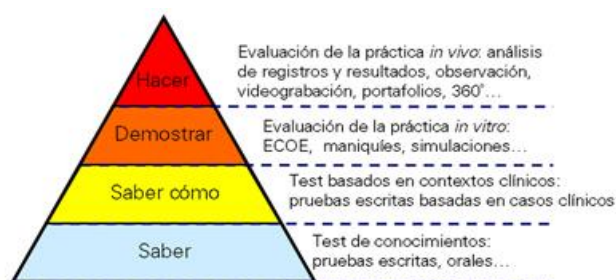 Hacer
Evaluación de la práctica in vivo: análisis
de registros y resultados, observación,
videograbación, portafolios, 360°...
Demostrar
Evaluación de la práctica in vitro:
ECOE, maniquíes, simulaciones...
Saber cómo
Test basados en contextos clínicos:
pruebas escritas basadas en casos clínicos
Saber
Test de conocimientos:
pruebas escritas, orales...